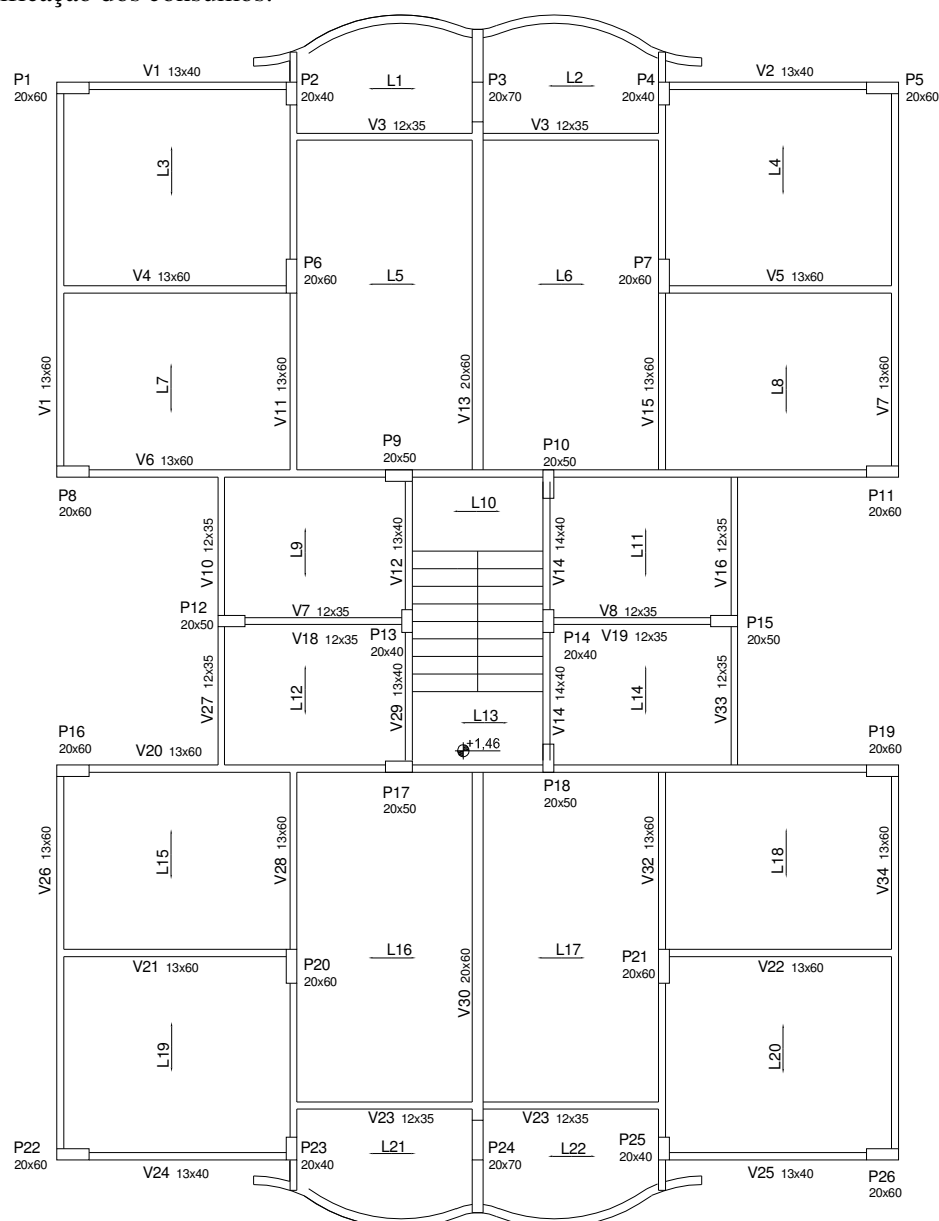 ificação dos consumos.
P1
20x60
V1 13x40
P2
20x40
L1
P3
20x70
L2
P4
20x40
V2 13x40
P5
20x60
V3 12x35
V3 12x35
L3
L4
V4 13x60
P6
20x60
L5
L6
P7
20x60
V5 13x60
V1 13x60
L7
V11 13x60
V13 20x60
V15 13x60
L8
V7 13x60
V6 13x60
P9
20x50
P10
20x50
P8
20x60
P11
20x60
L10
V10 12x35
L9
V12 13x40
V14 14x40
L11
V16 12x35
P12
20x50
V7 12x35
V8 12x35
P15
20x50
V18 12x35
P13
20x40
P14
20x40
V19 12x35
V27 12x35
L12
V29 13x40
L13
+1,46
V14 14x40
L14
V33 12x35
P16
20x60
V20 13x60
P19
20x60
P17
20x50
P18
20x50
V26 13x60
L15
V28 13x60
V32 13x60
L18
V34 13x60
V21 13x60
P20
20x60
L16
V30 20x60
L17
P21
20x60
V22 13x60
L19
L20
V23 12x35
V23 12x35
P22
20x60
V24 13x40
P23
20x40
L21
P24
20x70
L22
P25
20x40
V25 13x40
P26
20x60